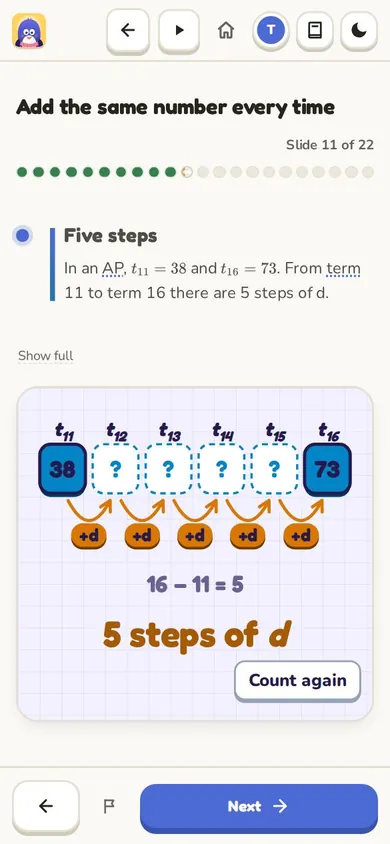 T
Add the same number every time
Slide 11 of 22
Five steps
In an AP, t₁₁ = 38 and t₁₆ = 73. From term
11 to term 16 there are 5 steps of d.
Show full
t₁₁ t₁₂ t₁₃ t₁₄ t₁₅ t₁₆
38 ? ? ? ? 73
+d +d +d +d +d
16 − 11 = 5
5 steps of d
Count again
Next